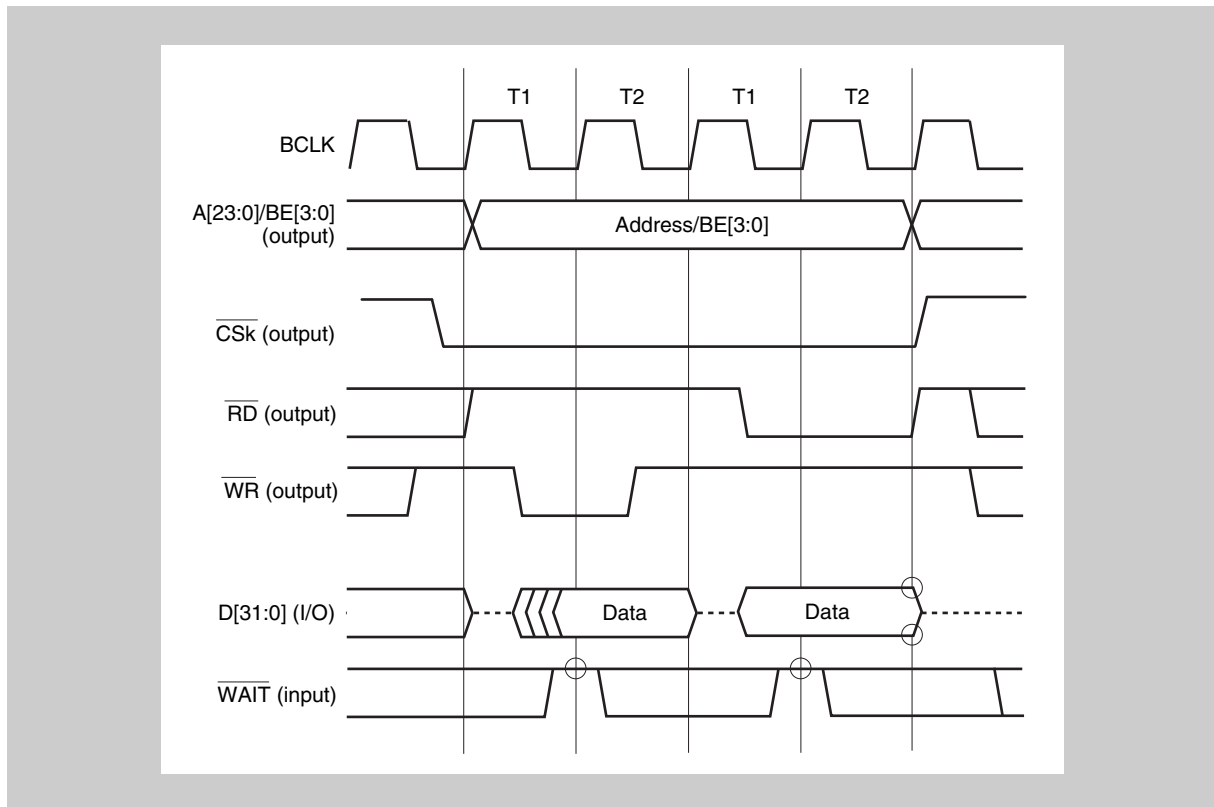 T1 T2 T1 T2
BCLK
A[23:0]/BE[3:0]
(output)
Address/BE[3:0]
CSk (output)
RD (output)
WR (output)
D[31:0] (I/O)
Data
Data
WAIT (input)